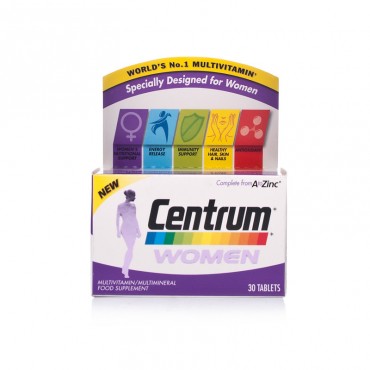 WORLD'S No.1 MULTIVITAMIN*
Specially Designed for Women
ENERGY RELEASE
IMMUNITY SUPPORT
HEALTHY HAIR, SKIN & NAILS
NEW
Complete from A to Zinc®
Centrum®
WOMEN
MULTIVITAMIN/MULTIMINERAL
FOOD SUPPLEMENT
30 TABLETS